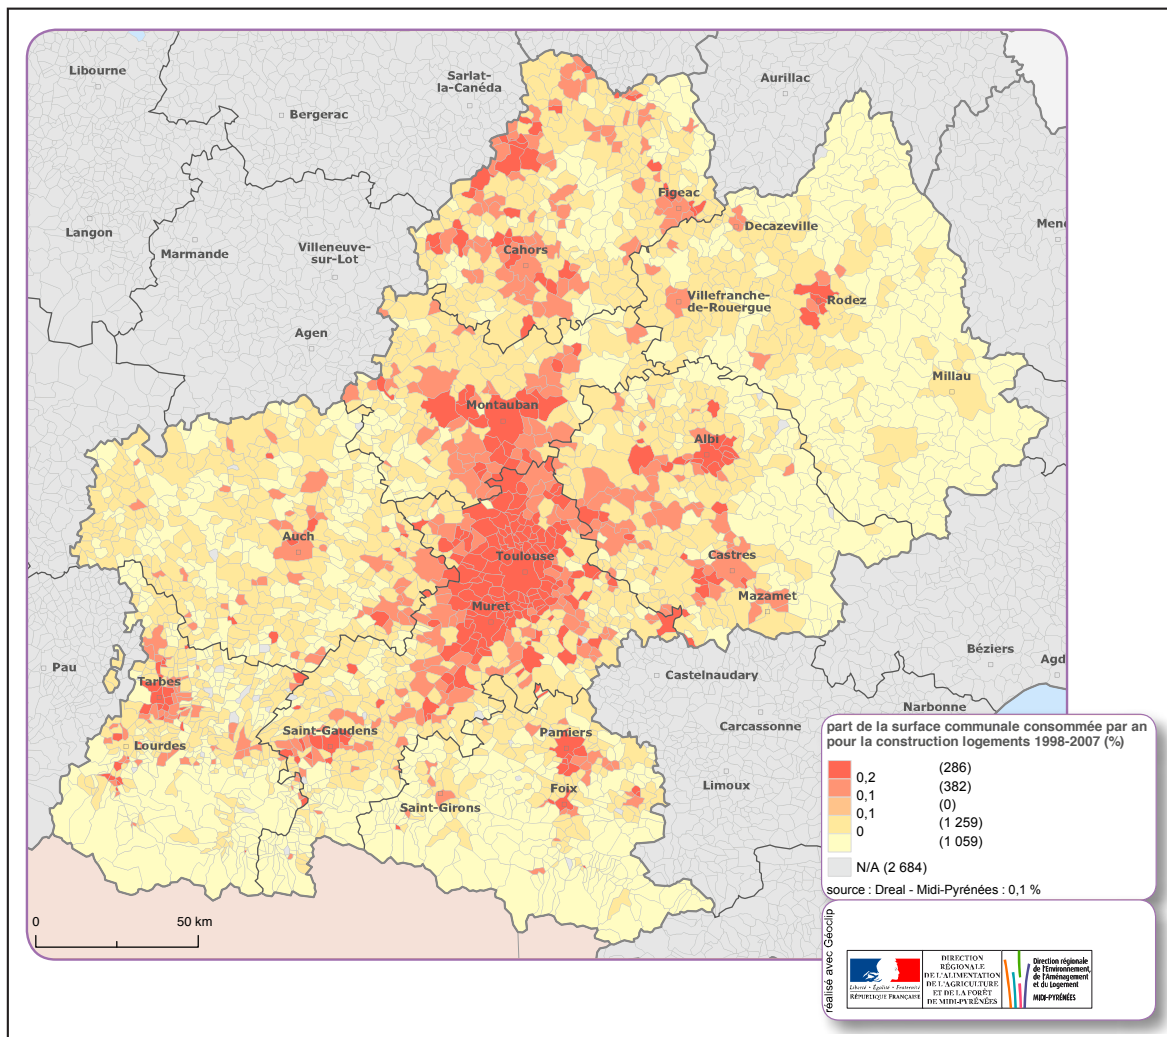 Libourne
Sarlat-
la-Canéda
Aurillac
Bergerac
Figeac
Langon
Marmande
Villeneuve-
sur-Lot
Cahors
Decazeville
Villefranche-
de-Rouergue
Rodez
Agen
Millau
Montauban
Albi
Auch
Toulouse
Castres
Mazamet
Muret
Pau
Tarbes
Castelnaudary
Béziers
Agd
Narbonne
Carcassonne
Lourdes
Saint-Gaudens
Pamiers
Limoux
Foix
Saint-Girons
part de la surface communale consommée par an
pour la construction logements 1998-2007 (%)
(286)
0,2
(382)
0,1
(0)
0,1
(1 259)
0
(1 059)
N/A (2 684)
source : Dreal - Midi-Pyrénées : 0,1 %
0 50 km
réalisé avec Géoclip
Liberté • Égalité • Fraternité
RÉPUBLIQUE FRANÇAISE
DIRECTION
RÉGIONALE
DE L'ALIMENTATION
DE L'AGRICULTURE
ET DE LA FORÊT
DE MIDI-PYRÉNÉES
Direction régionale
de l'Environnement,
de l'Aménagement
et du Logement
MIDI-PYRÉNÉES